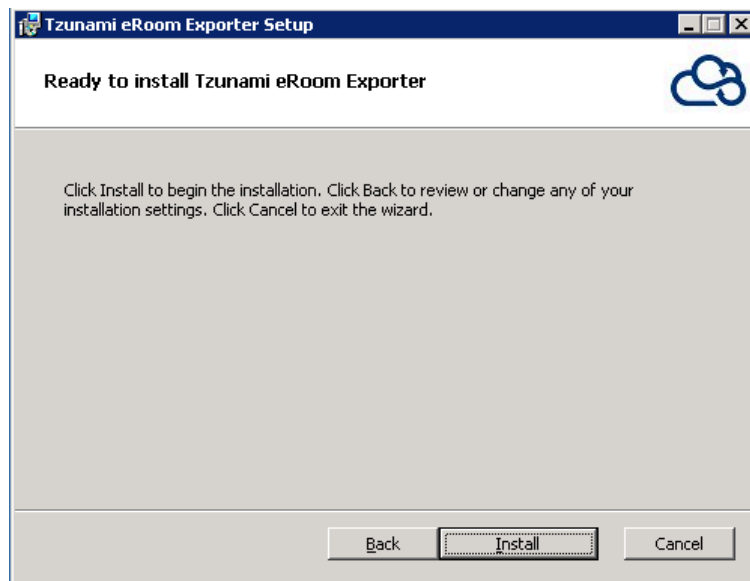 Tzunami eRoom Exporter Setup
Ready to install Tzunami eRoom Exporter
Click Install to begin the installation. Click Back to review or change any of your
installation settings. Click Cancel to exit the wizard.
Back
Install
Cancel